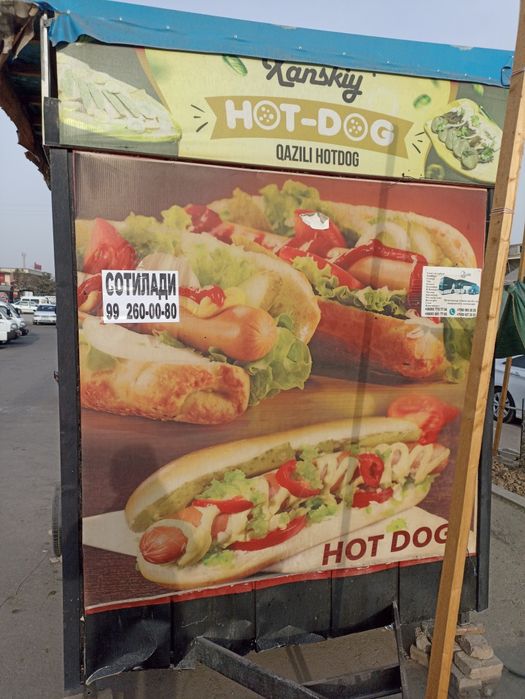 Xanskiy
HOT-DOG
QAZILI HOTDOG
СОТИЛАДИ
99 260-00-80
HOT DOG